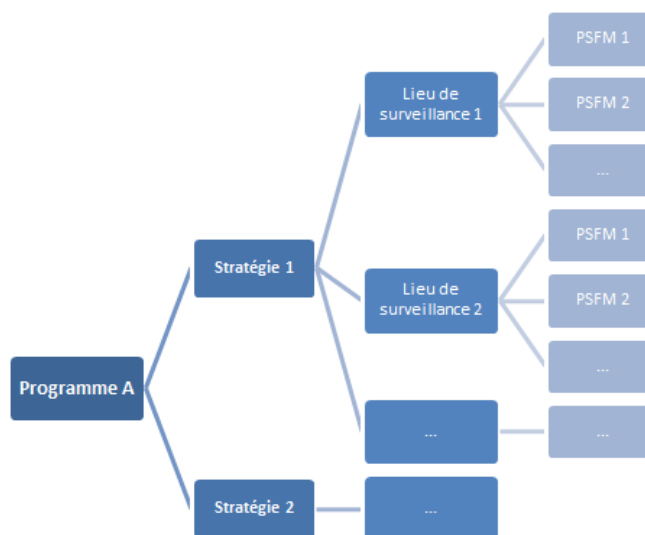 PSFM 1
Lieu de
surveillance 1
PSFM 2
...
PSFM 1
Stratégie 1
Lieu de
surveillance 2
PSFM 2
...
Programme A
...
...
Stratégie 2
...